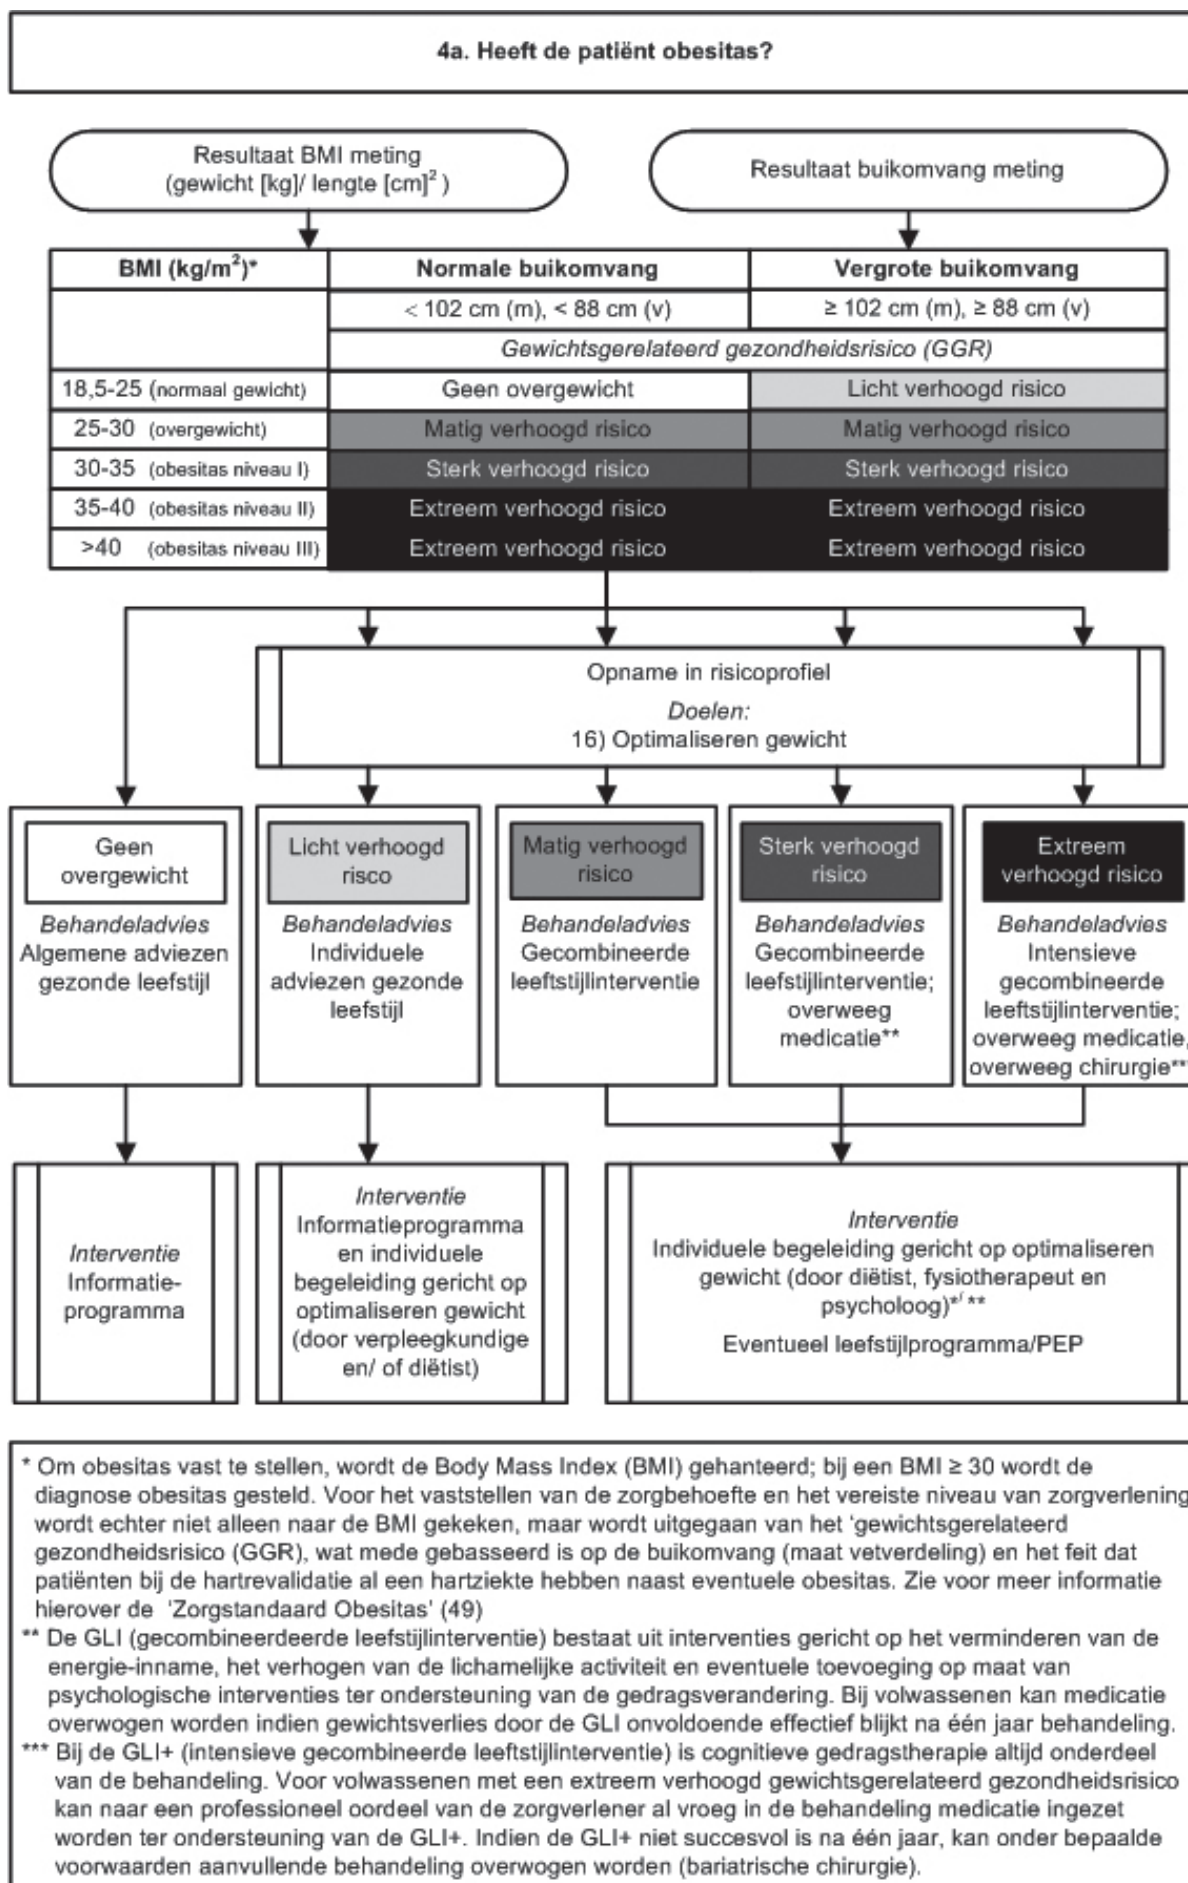 4a. Heeft de patiënt obesitas?
Resultaat BMI meting
(gewicht [kg]/ lengte [cm]² )
Resultaat buikomvang meting
BMI (kg/m²)* Normale buikomvang Vergrote buikomvang
< 102 cm (m), < 88 cm (v) ≥ 102 cm (m), ≥ 88 cm (v)
Gewichtsgerelateerd gezondheidsrisico (GGR)
18,5-25 (normaal gewicht) Geen overgewicht Licht verhoogd risico
25-30 (overgewicht) Matig verhoogd risico Matig verhoogd risico
30-35 (obesitas niveau I) Sterk verhoogd risico Sterk verhoogd risico
35-40 (obesitas niveau II) Extreem verhoogd risico Extreem verhoogd risico
>40 (obesitas niveau III) Extreem verhoogd risico Extreem verhoogd risico
Opname in risicoprofiel
Doelen:
16) Optimaliseren gewicht
Geen
overgewicht
Behandeladvies
Algemene adviezen
gezonde leefstijl
Licht verhoogd
risco
Behandeladvies
Individuele
adviezen gezonde
leefstijl
Matig verhoogd
risico
Behandeladvies
Gecombineerde
leeftstijlinterventie
Sterk verhoogd
risico
Behandeladvies
Gecombineerde
leefstijlinterventie;
overweeg
medicatie**
Extreem
verhoogd risico
Behandeladvies
Intensieve
gecombineerde
leeftstijlinterventie;
overweeg medicatie,
overweeg chirurgie***
Interventie
Informatie-
programma
Interventie
Informatieprogramma
en individuele
begeleiding gericht op
optimaliseren gewicht
(door verpleegkundige
en/ of diëtist)
Interventie
Individuele begeleiding gericht op optimaliseren
gewicht (door diëtist, fysiotherapeut en
psycholoog)*′ **
Eventueel leefstijlprogramma/PEP
* Om obesitas vast te stellen, wordt de Body Mass Index (BMI) gehanteerd; bij een BMI ≥ 30 wordt de
diagnose obesitas gesteld. Voor het vaststellen van de zorgbehoefte en het vereiste niveau van zorgverlening
wordt echter niet alleen naar de BMI gekeken, maar wordt uitgegaan van het ‘gewichtsgerelateerd
gezondheidsrisico (GGR), wat mede gebasseerd is op de buikomvang (maat vetverdeling) en het feit dat
patiënten bij de hartrevalidatie al een hartziekte hebben naast eventuele obesitas. Zie voor meer informatie
hierover de ‘Zorgstandaard Obesitas’ (49)
** De GLI (gecombineerdeerde leefstijlinterventie) bestaat uit interventies gericht op het verminderen van de
energie-inname, het verhogen van de lichamelijke activiteit en eventuele toevoeging op maat van
psychologische interventies ter ondersteuning van de gedragsverandering. Bij volwassenen kan medicatie
overwogen worden indien gewichtsverlies door de GLI onvoldoende effectief blijkt na één jaar behandeling.
*** Bij de GLI+ (intensieve gecombineerde leeftstijlinterventie) is cognitieve gedragstherapie altijd onderdeel
van de behandeling. Voor volwassenen met een extreem verhoogd gewichtsgerelateerd gezondheidsrisico
kan naar een professioneel oordeel van de zorgverlener al vroeg in de behandeling medicatie ingezet
worden ter ondersteuning van de GLI+. Indien de GLI+ niet succesvol is na één jaar, kan onder bepaalde
voorwaarden aanvullende behandeling overwogen worden (bariatrische chirurgie).